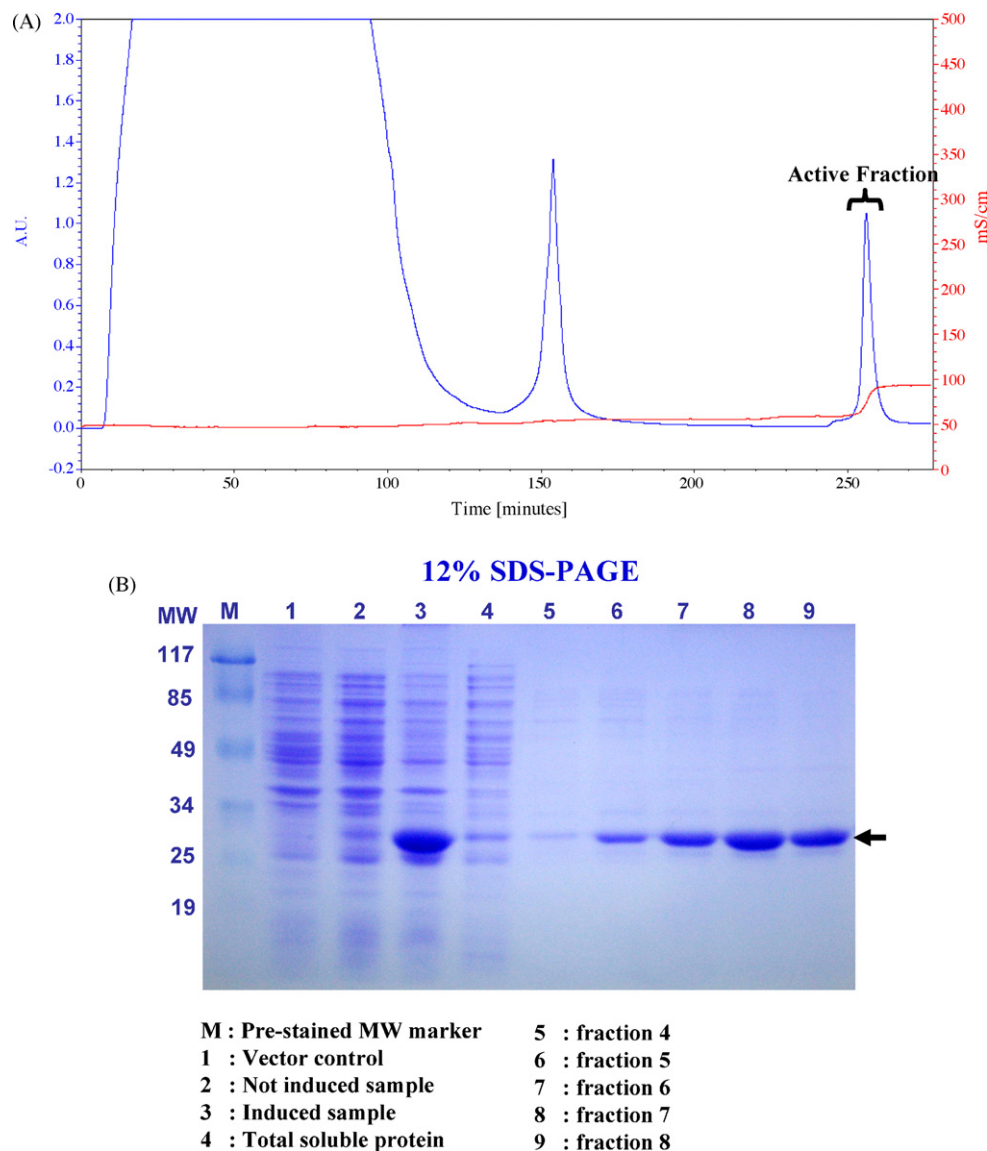 (A)
2.0
1.8
1.6
1.4
1.2
1.0
0.8
0.6
0.4
0.2
0.0
-0.2
A.U.
500
450
400
350
300
250
200
150
100
50
0
mS/cm
Active Fraction
0
50
100
150
200
250
Time [minutes]
(B)
12% SDS-PAGE
MW M 1 2 3 4 5 6 7 8 9
117
85
49
34
25
19
M : Pre-stained MW marker
1 : Vector control
2 : Not induced sample
3 : Induced sample
4 : Total soluble protein
5 : fraction 4
6 : fraction 5
7 : fraction 6
8 : fraction 7
9 : fraction 8